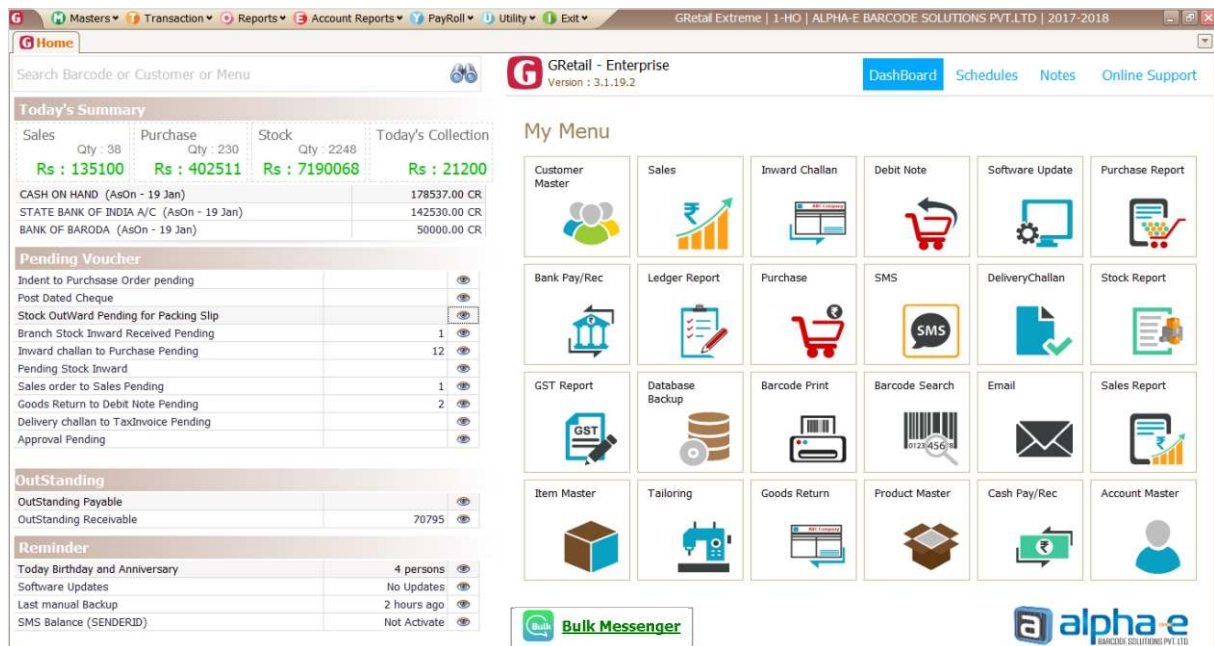 G Masters Transaction Reports Account Reports PayRoll Utility Exit GRetail Extreme | 1-HO | ALPHA-E BARCODE SOLUTIONS PVT.LTD | 2017-2018
G Home
Search Barcode or Customer or Menu
G GRetail - Enterprise
Version : 3.1.19.2
DashBoard Schedules Notes Online Support
Today's Summary
Sales Purchase Stock Today's Collection
Qty : 38 Qty : 230 Qty : 2248
Rs : 135100 Rs : 402511 Rs : 7190068 Rs : 21200
CASH ON HAND (AsOn - 19 Jan) 178537.00 CR
STATE BANK OF INDIA A/C (AsOn - 19 Jan) 142530.00 CR
BANK OF BARODA (AsOn - 19 Jan) 50000.00 CR
Pending Voucher
Indent to Purchsase Order pending
Post Dated Cheque
Stock OutWard Pending for Packing Slip
Branch Stock Inward Received Pending 1
Inward challan to Purchase Pending 12
Pending Stock Inward
Sales order to Sales Pending 1
Goods Return to Debit Note Pending 2
Delivery challan to TaxInvoice Pending
Approval Pending
OutStanding
OutStanding Payable
OutStanding Receivable 70795
Reminder
Today Birthday and Anniversary 4 persons
Software Updates No Updates
Last manual Backup 2 hours ago
SMS Balance (SENDERID) Not Activate
My Menu
Customer Master
Sales
₹
Inward Challan
ABC Company
Debit Note
Software Update
Purchase Report
Bank Pay/Rec
Ledger Report
Purchase
₹
SMS
SMS
DeliveryChallan
Stock Report
GST Report
GST
Database Backup
Barcode Print
Barcode Search
0123 456
Email
Sales Report
₹
Item Master
Tailoring
Goods Return
ABC Company
Product Master
Cash Pay/Rec
₹
Account Master
Bulk Bulk Messenger
a alpha-e
BARCODE SOLUTIONS PVT. LTD.